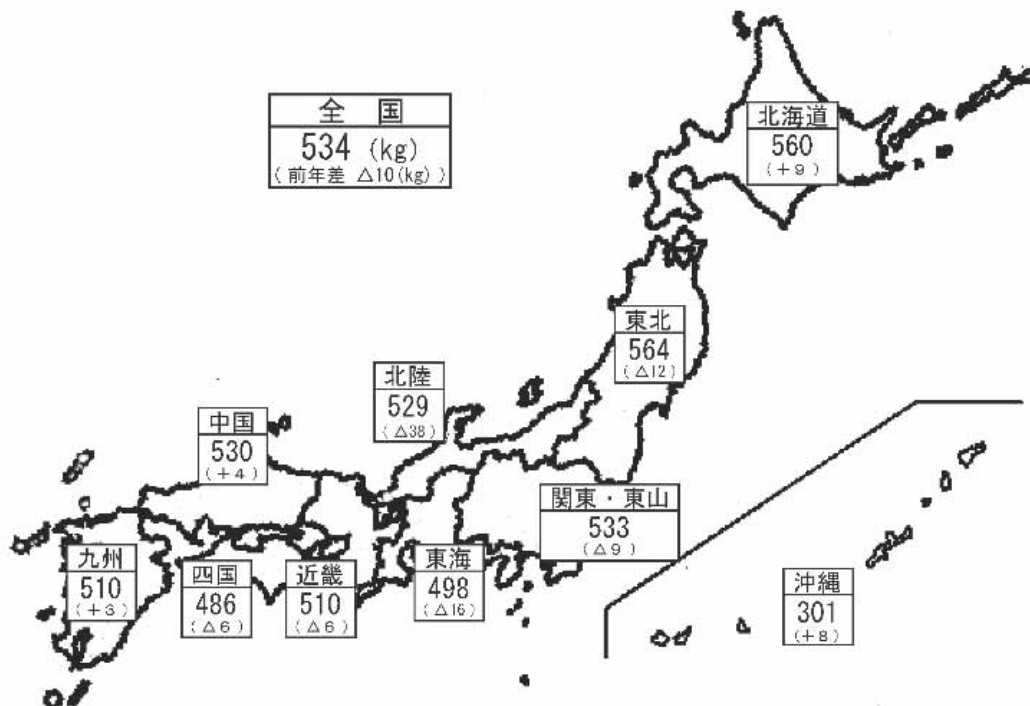 全 国
534 (kg)
( 前年差 △10(kg) )
北海道
560
(+9)
東北
564
(△12)
北陸
529
(△38)
中国
530
(+4)
関東・東山
533
(△9)
九州
510
(+3)
四国
486
(△6)
近畿
510
(△6)
東海
498
(△16)
沖縄
301
(+8)